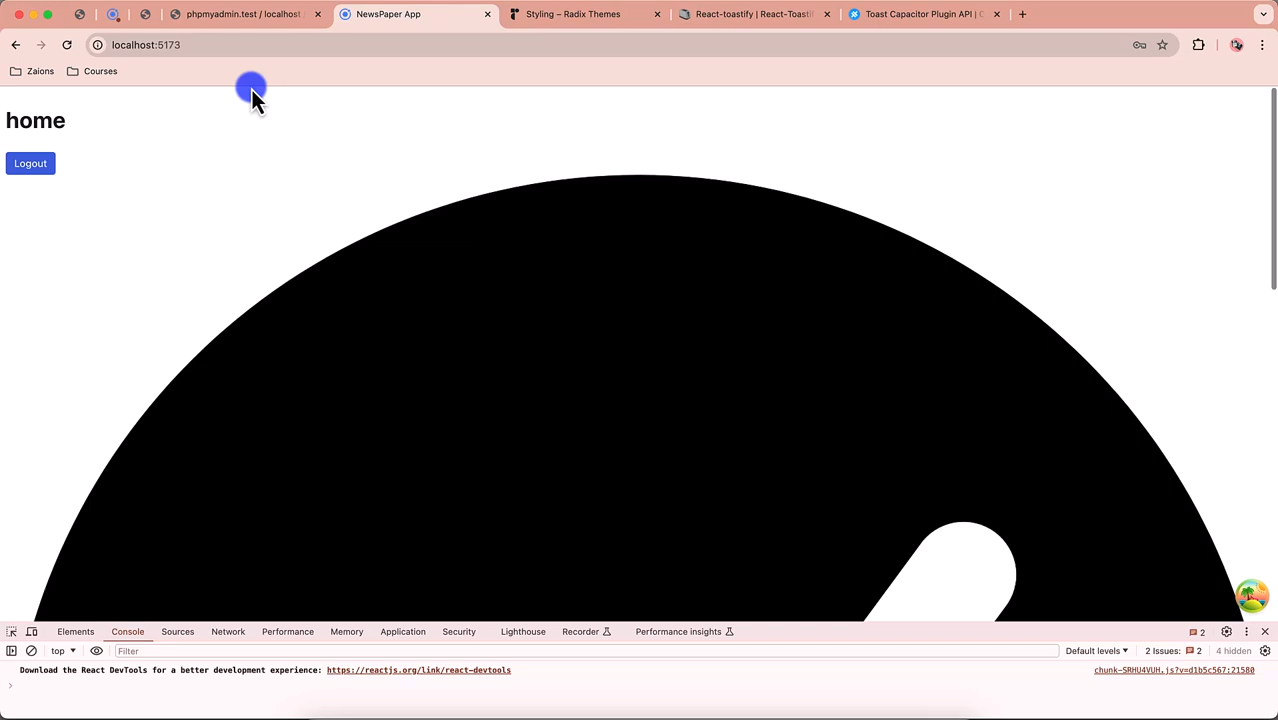 phpmyadmin.test / localhost
NewsPaper App
Styling – Radix Themes
React-toastify | React-Toasti
Toast Capacitor Plugin API |
localhost:5173
Zaions
Courses
home
Logout
Elements
Console
Sources
Network
Performance
Memory
Application
Security
Lighthouse
Recorder
Performance insights
2
top
Filter
Default levels
2 Issues:
2
4 hidden
Download the React DevTools for a better development experience: https://reactjs.org/link/react-devtools
chunk-SRHU4VUH.js?v=d1b5c567:21580